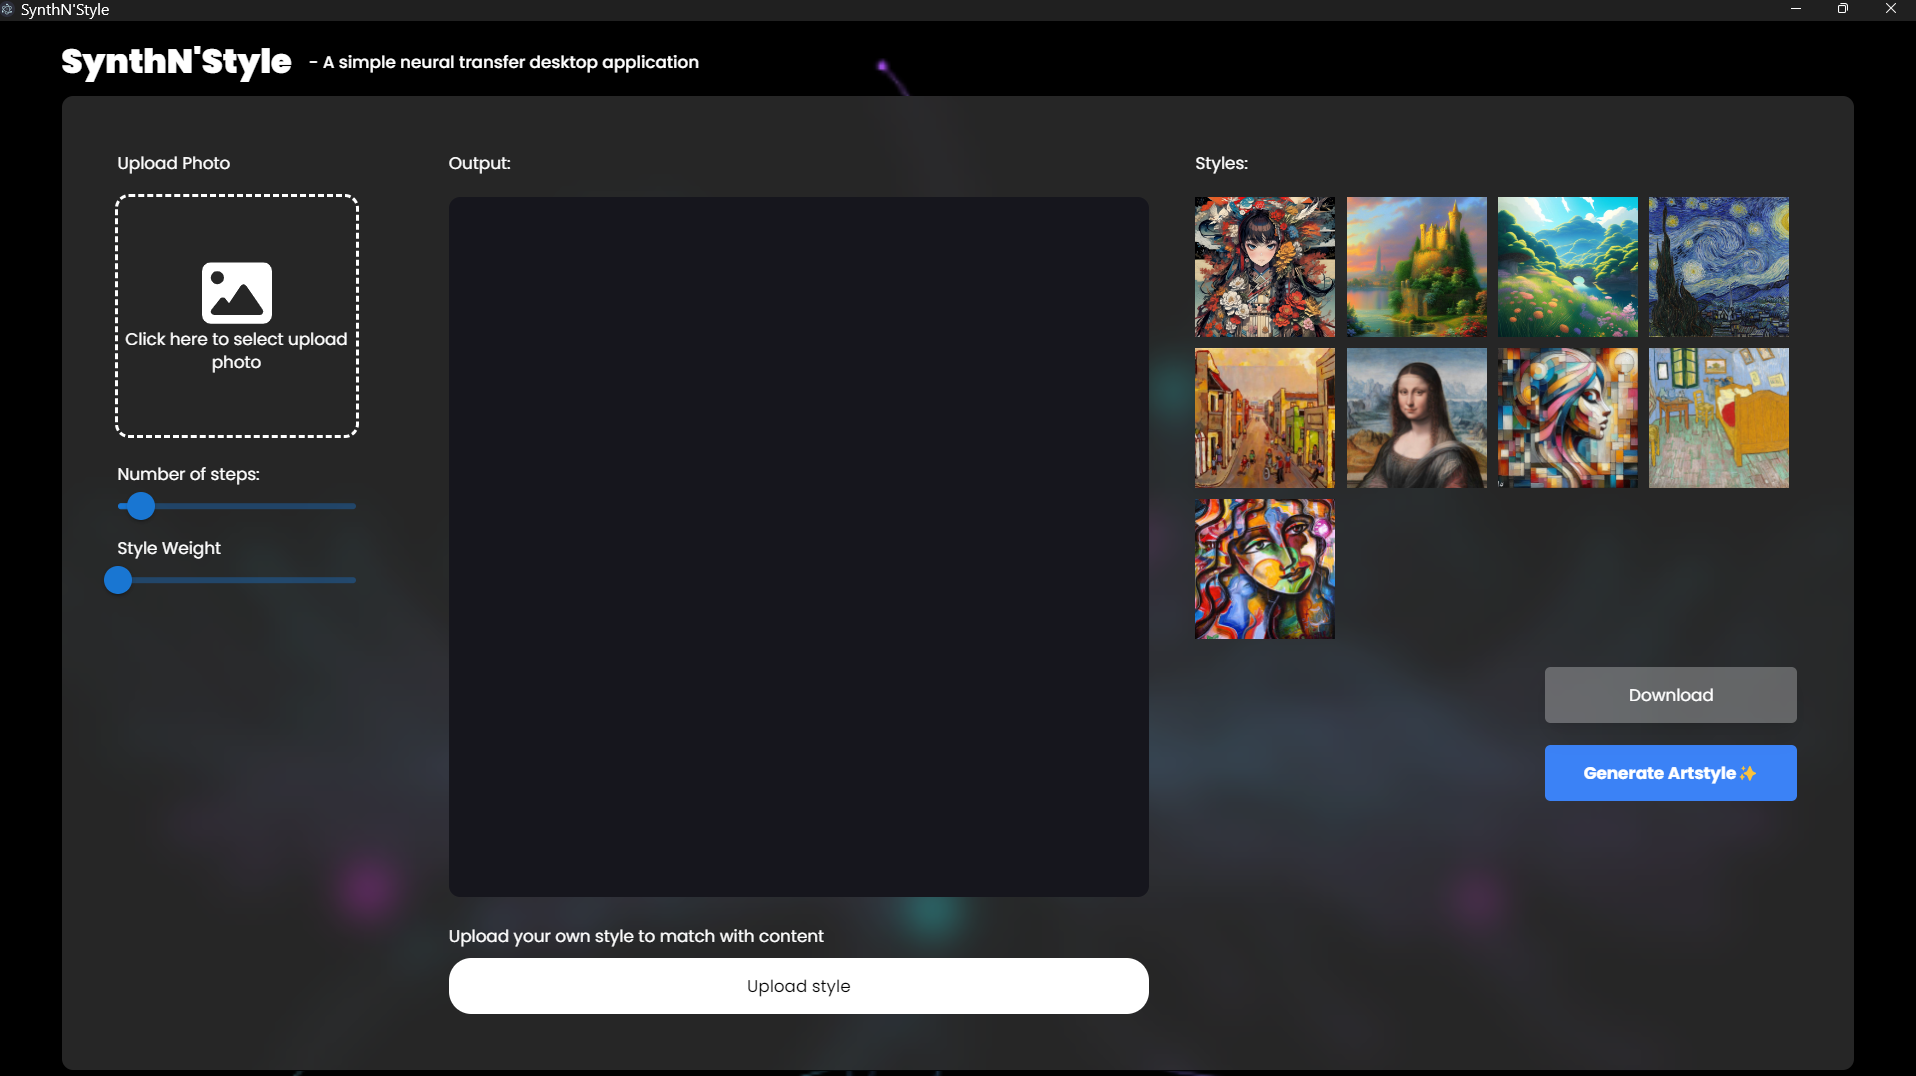 SynthN'Style
SynthN'Style - A simple neural transfer desktop application
Upload Photo
Click here to select upload
photo
Number of steps:
Style Weight
Output:
Upload your own style to match with content
Upload style
Styles:
Download
Generate Artstyle✨